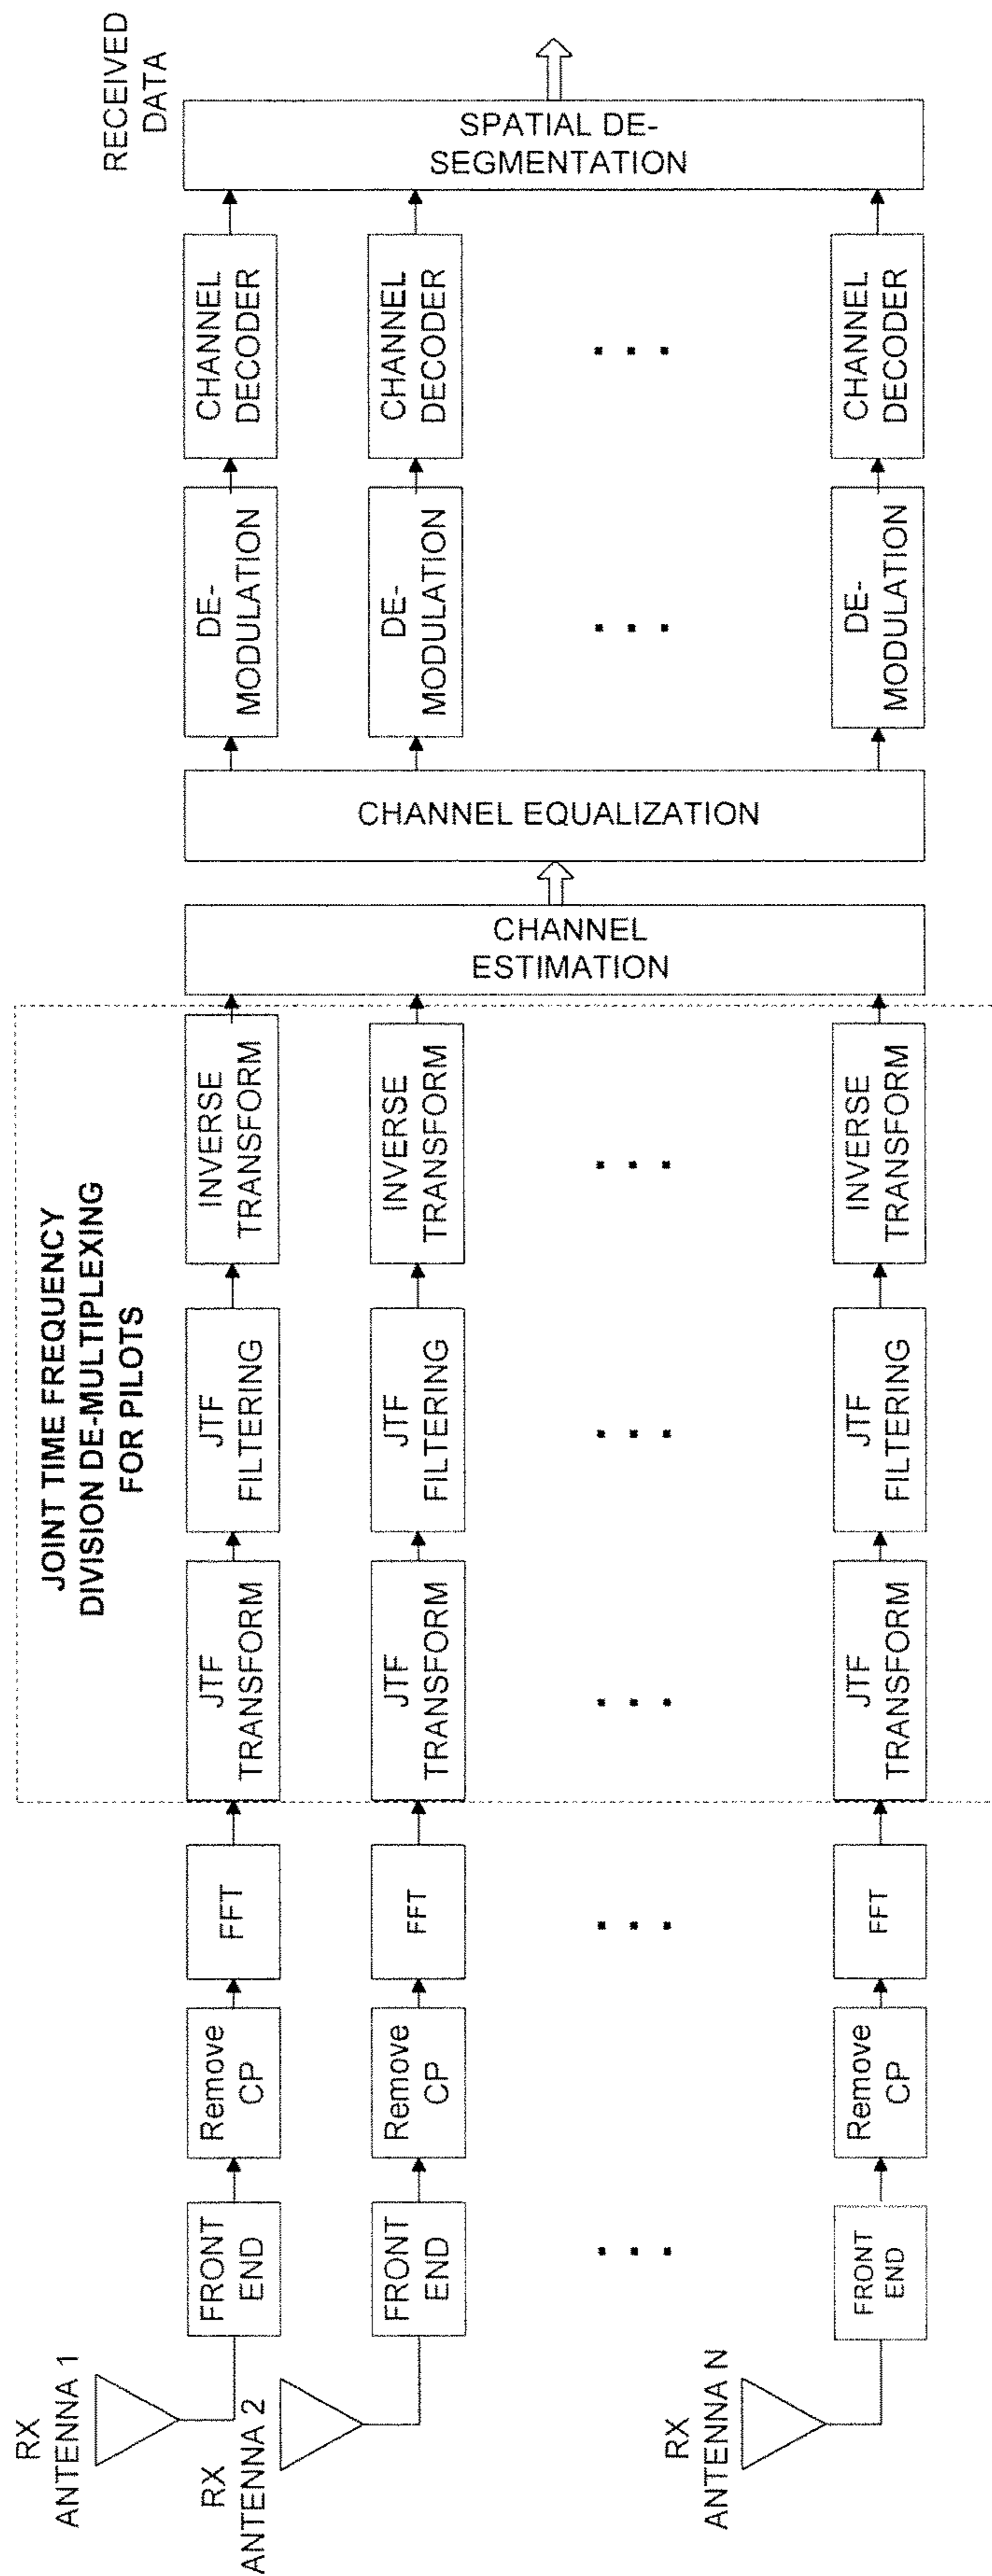 RX
ANTENNA 1
FRONT
END
Remove
CP
FFT
JOINT TIME FREQUENCY
DIVISION DE-MULTIPLEXING
FOR PILOTS
JTF
TRANSFORM
JTF
FILTERING
INVERSE
TRANSFORM
CHANNEL
ESTIMATION
CHANNEL EQUALIZATION
DE-
MODULATION
CHANNEL
DECODER
SPATIAL DE-
SEGMENTATION
RECEIVED
DATA
RX
ANTENNA 2
FRONT
END
Remove
CP
FFT
JTF
TRANSFORM
JTF
FILTERING
INVERSE
TRANSFORM
DE-
MODULATION
CHANNEL
DECODER
RX
ANTENNA N
FRONT
END
Remove
CP
FFT
JTF
TRANSFORM
JTF
FILTERING
INVERSE
TRANSFORM
DE-
MODULATION
CHANNEL
DECODER